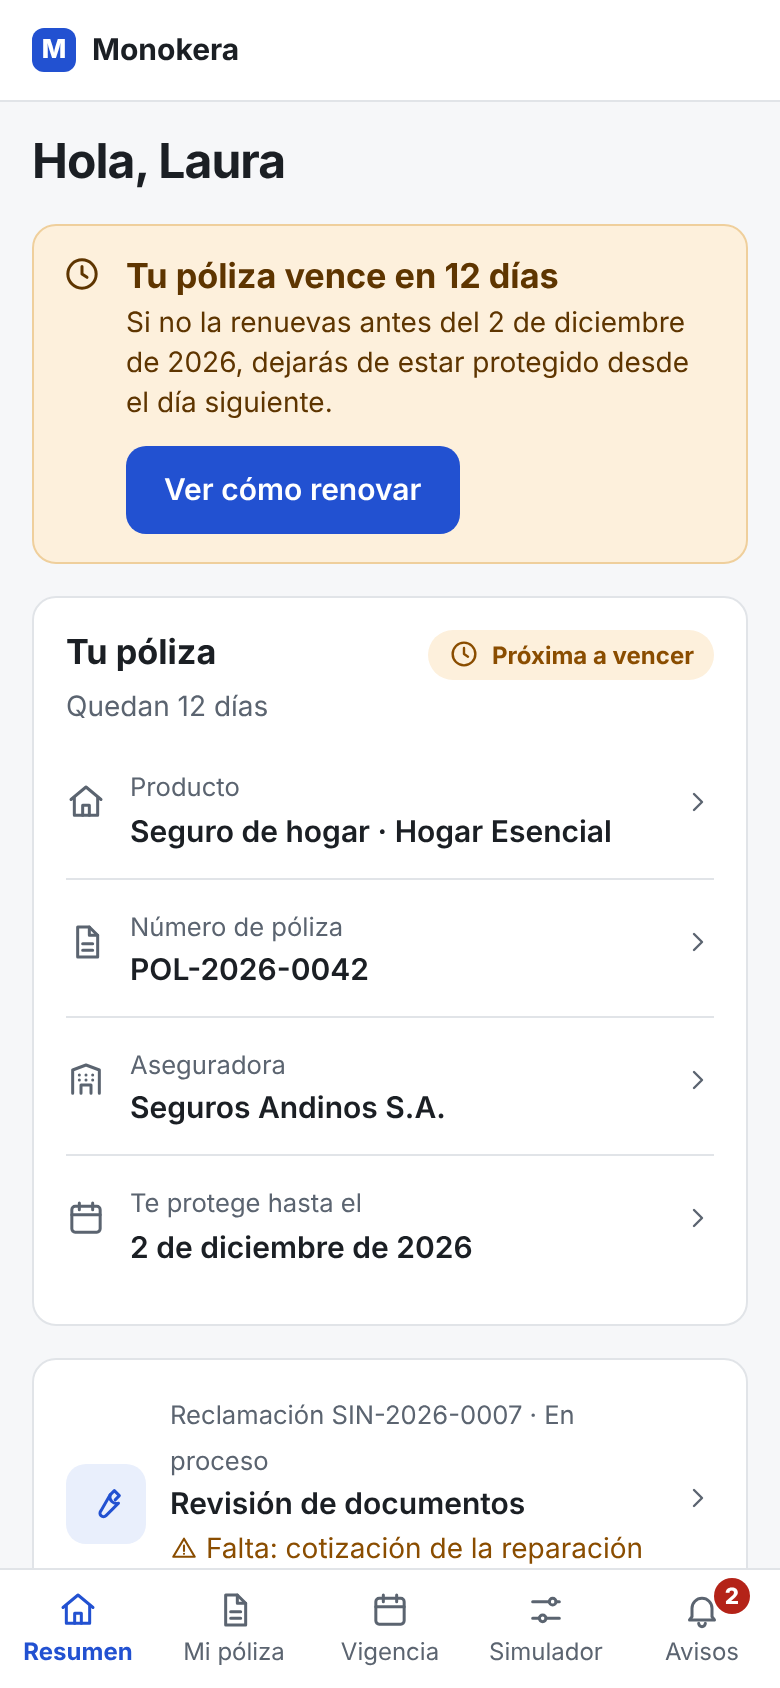 M Monokera
Hola, Laura
Tu póliza vence en 12 días
Si no la renuevas antes del 2 de diciembre
de 2026, dejarás de estar protegido desde
el día siguiente.
Ver cómo renovar
Tu póliza
Próxima a vencer
Quedan 12 días
Producto
Seguro de hogar · Hogar Esencial
Número de póliza
POL-2026-0042
Aseguradora
Seguros Andinos S.A.
Te protege hasta el
2 de diciembre de 2026
Reclamación SIN-2026-0007 · En
proceso
Revisión de documentos
Falta: cotización de la reparación
2
Resumen
Mi póliza
Vigencia
Simulador
Avisos